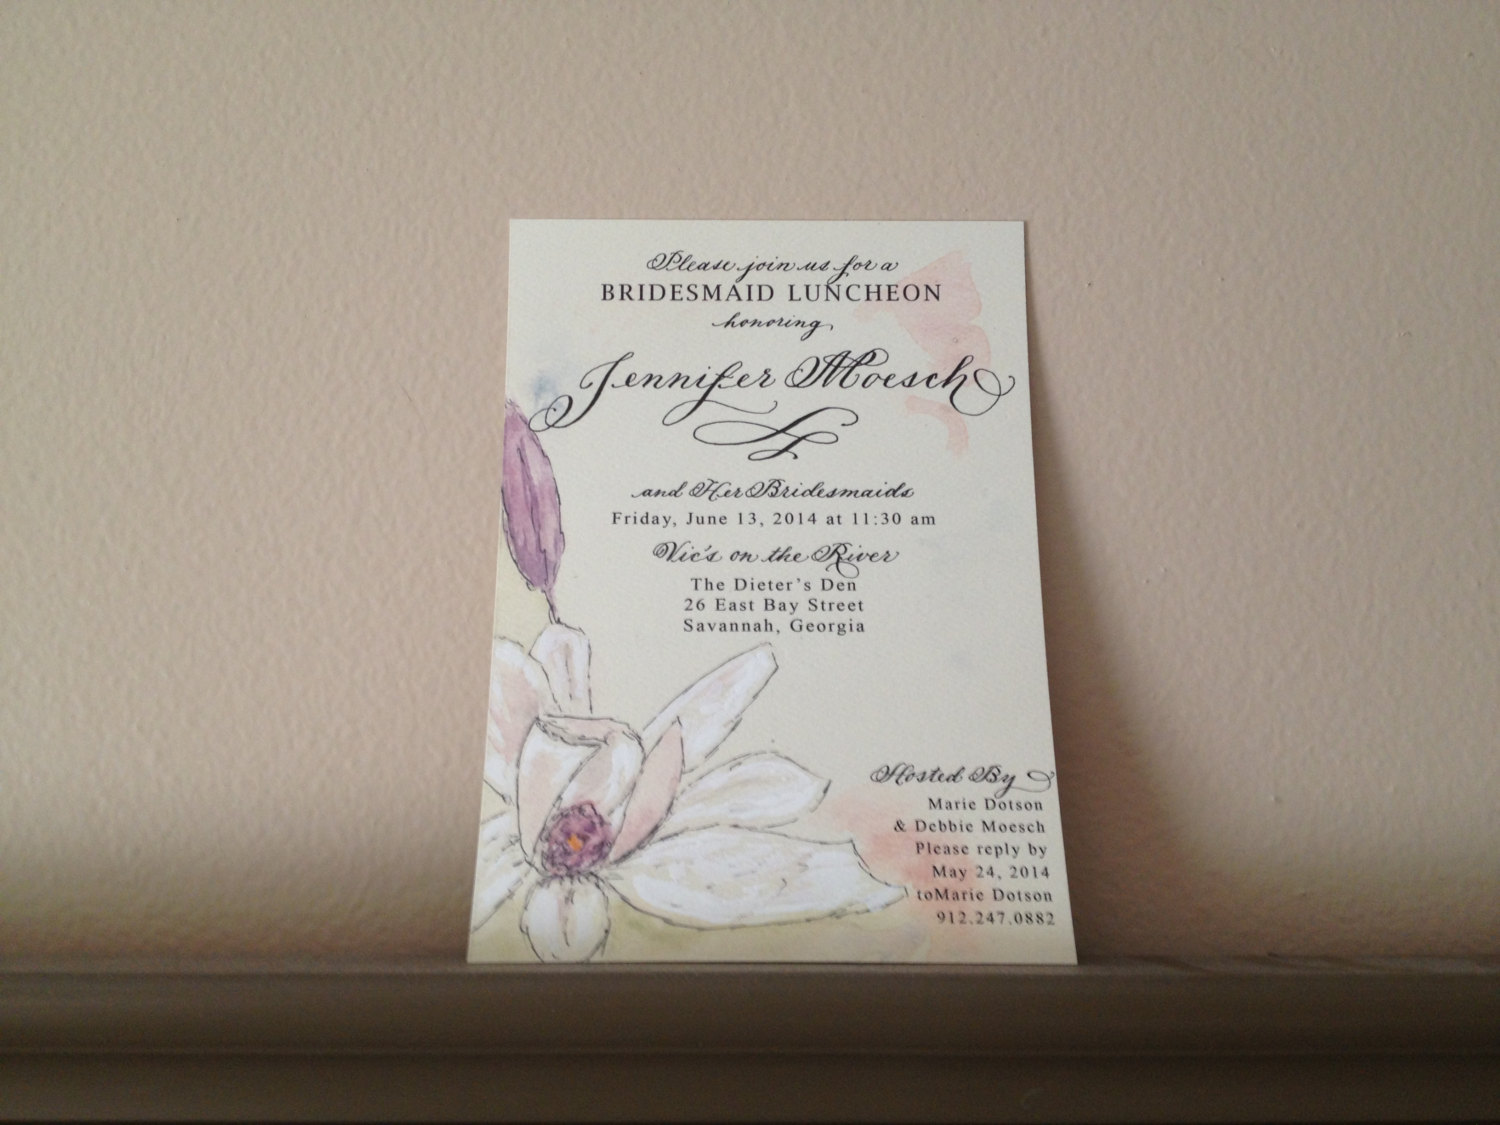 Please join us for a
BRIDESMAID LUNCHEON
honoring
Jennifer Moesch
and Her Bridesmaids
Friday, June 13, 2014 at 11:30 am
Vic's on the River
The Dieter's Den
26 East Bay Street
Savannah, Georgia
Hosted By
Marie Dotson
& Debbie Moesch
Please reply by
May 24, 2014
toMarie Dotson
912.247.0882